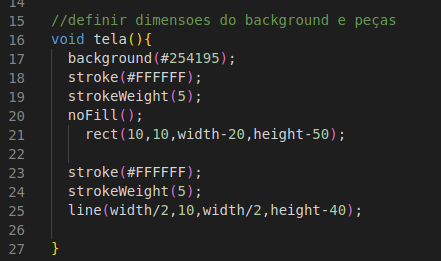 14
15 //definir dimensoes do background e peças
16 void tela(){
17 background(#254195);
18 stroke(#FFFFFF);
19 strokeWeight(5);
20 noFill();
21 rect(10,10,width-20,height-50);
22
23 stroke(#FFFFFF);
24 strokeWeight(5);
25 line(width/2,10,width/2,height-40);
26
27 }